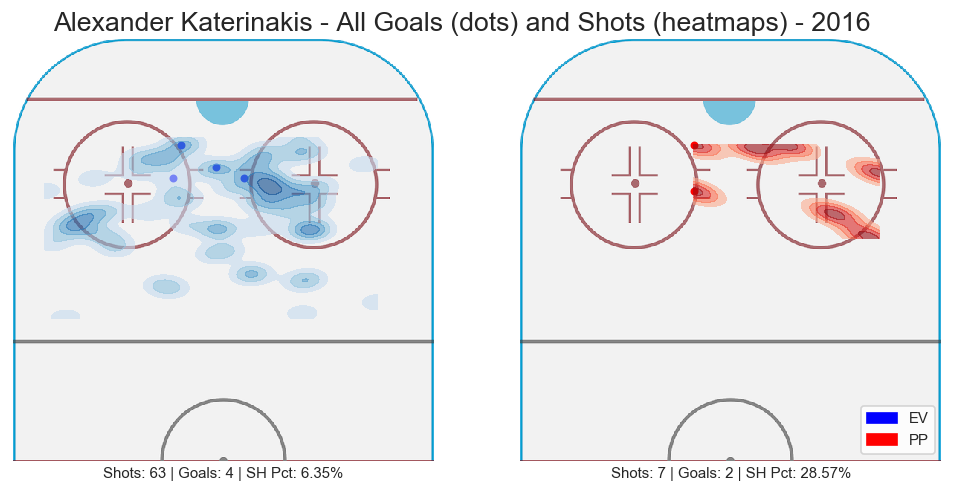 Alexander Katerinakis - All Goals (dots) and Shots (heatmaps) - 2016
EV
PP
Shots: 63 | Goals: 4 | SH Pct: 6.35%
Shots: 7 | Goals: 2 | SH Pct: 28.57%